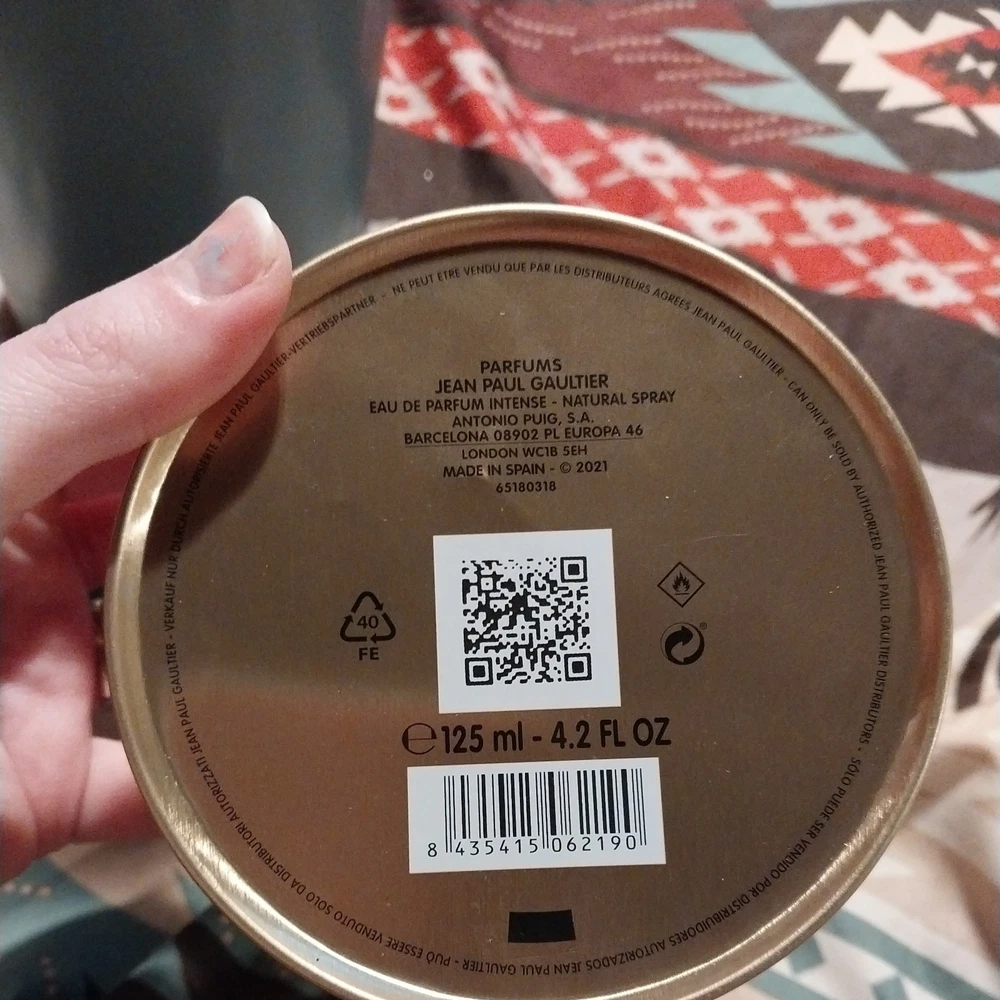 NE PEUT ETRE VENDU QUE PAR LES DISTRIBUTEURS AGREES JEAN PAUL GAULTIER - CAN ONLY BE SOLD BY AUTHORIZED JEAN PAUL GAULTIER DISTRIBUTORS - SÓLO PUEDE SER VENDIDO POR DISTRIBUIDORES AUTORIZADOS JEAN PAUL GAULTIER - PUÒ ESSERE VENDUTO SOLO DA DISTRIBUTORI AUTORIZZATI JEAN PAUL GAULTIER - VERKAUF NUR DURCH AUTORISIERTE JEAN PAUL GAULTIER-VERTRIEBSPARTNER -
PARFUMS
JEAN PAUL GAULTIER
EAU DE PARFUM INTENSE - NATURAL SPRAY
ANTONIO PUIG, S.A.
BARCELONA 08902 PL EUROPA 46
LONDON WC1B 5EH
MADE IN SPAIN - © 2021
65180318
40
FE
℮ 125 ml - 4.2 FL OZ
8 435415 062190